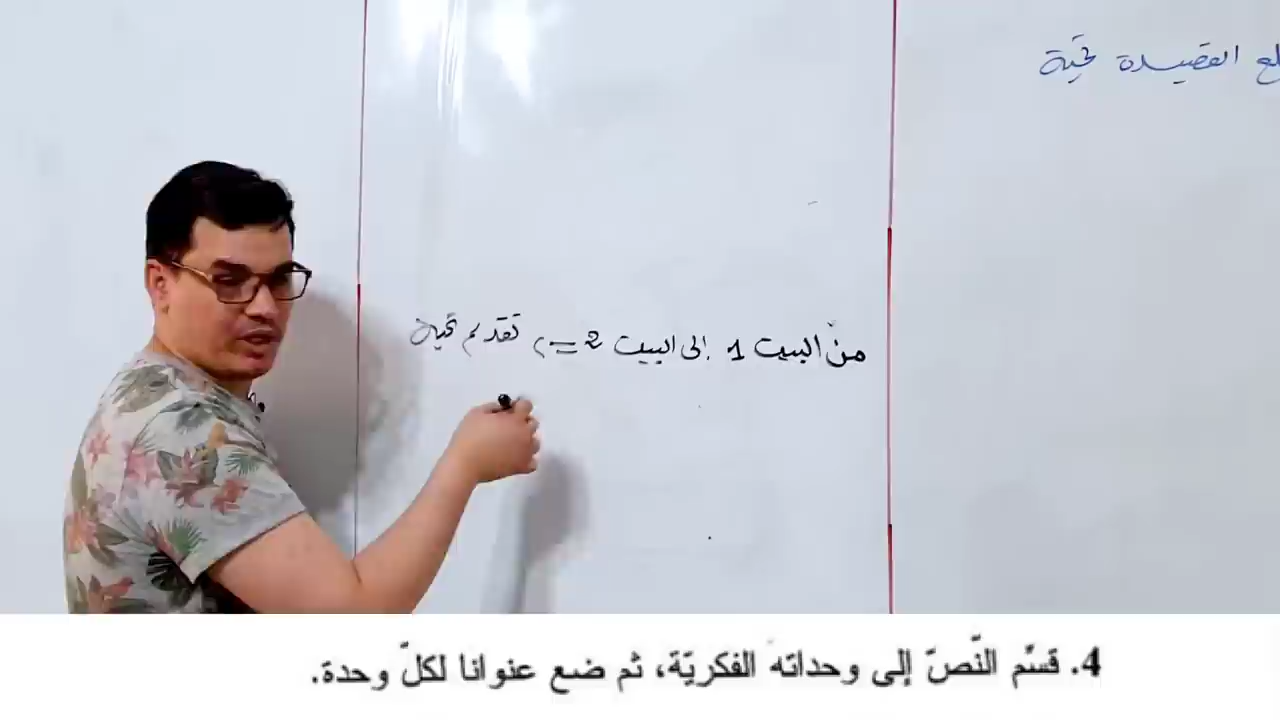 لع القصيدة تحية
من البيت 1 إلى البيت 2 => تقديم تحية
4. قسّم النّصّ إلى وحداته الفكريّة، ثم ضع عنوانا لكلّ وحدة.